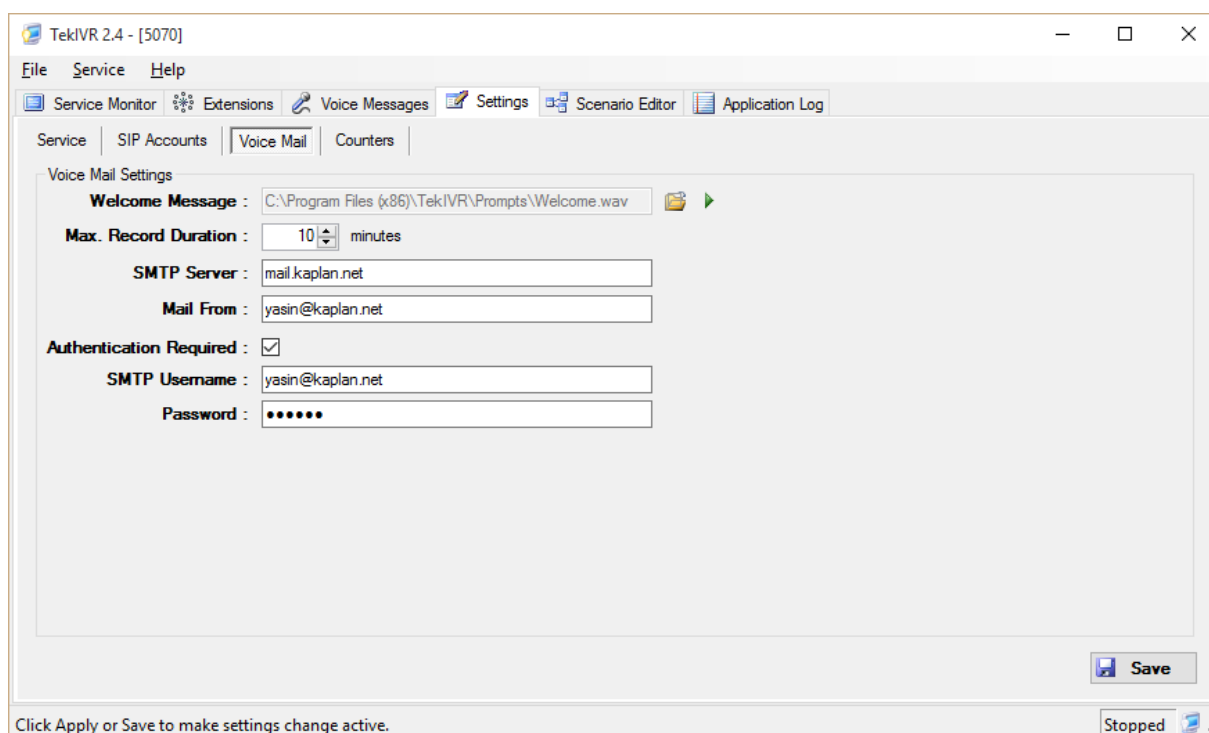 TekIVR 2.4 - [5070]
File Service Help
Service Monitor Extensions Voice Messages Settings Scenario Editor Application Log
Service SIP Accounts Voice Mail Counters
Voice Mail Settings
Welcome Message : C:\Program Files (x86)\TekIVR\Prompts\Welcome.wav
Max. Record Duration : 10 minutes
SMTP Server : mail.kaplan.net
Mail From : yasin@kaplan.net
Authentication Required :
SMTP Username : yasin@kaplan.net
Password : ●●●●●●
Save
Click Apply or Save to make settings change active. Stopped